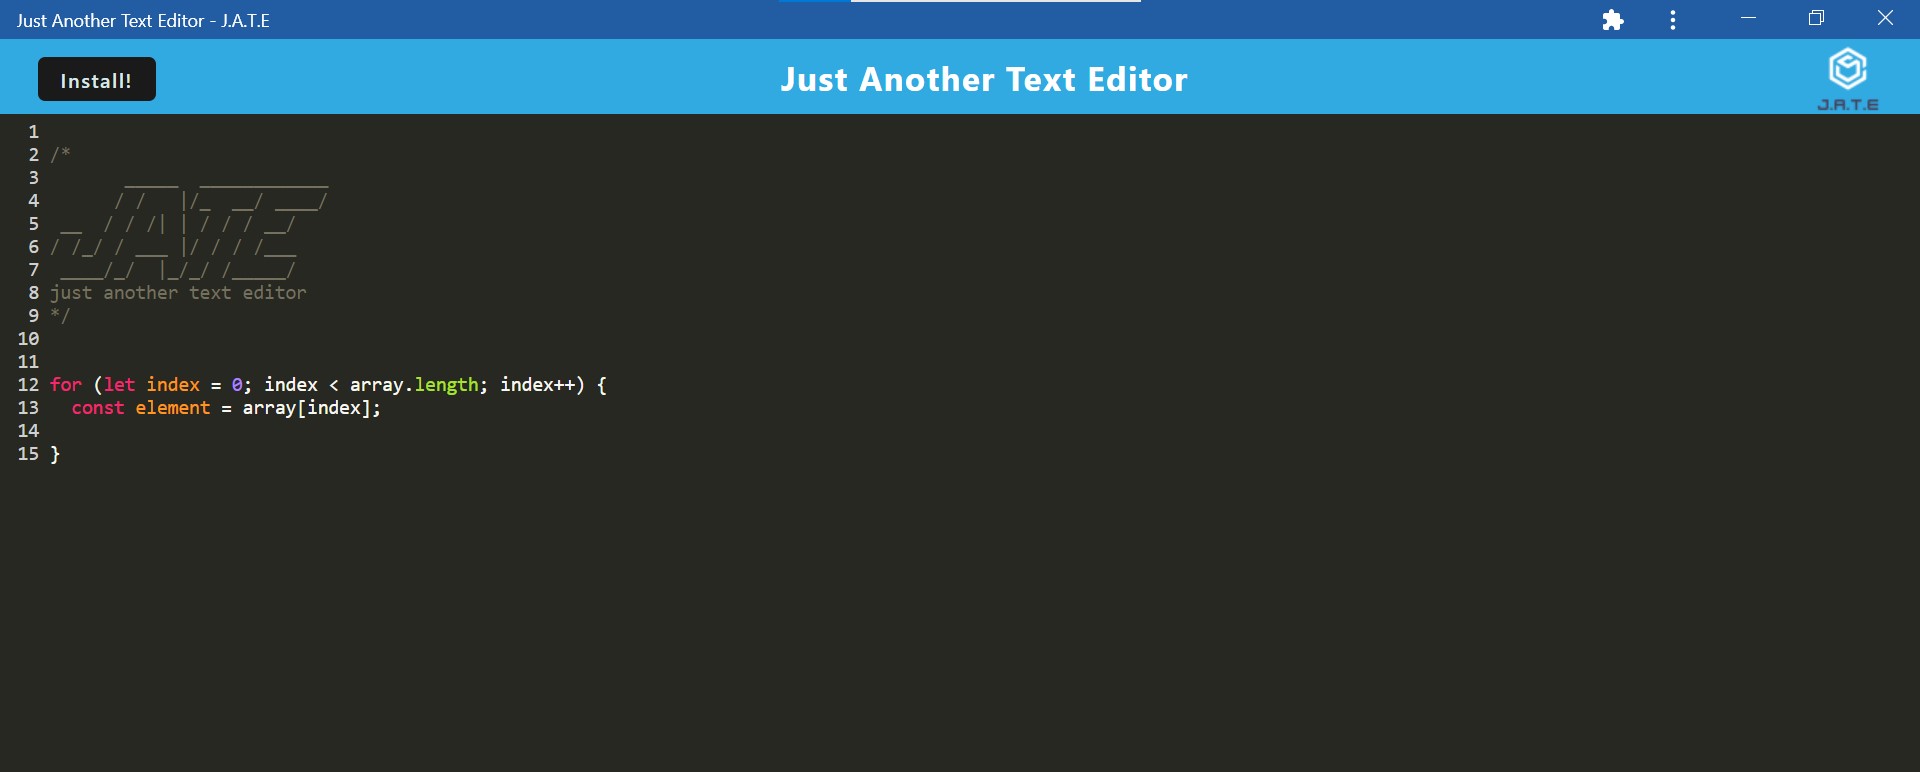 Just Another Text Editor - J.A.T.E
Install!
Just Another Text Editor
J.A.T.E
1
2 /*
3        ______  ____________
4       / /   |/_  __/ ____/
5  __  / / /| | / / / __/
6 / /_/ / ___ |/ / / /___
7  ____/_/  |_/_/ /_____/
8 just another text editor
9 */
10
11
12 for (let index = 0; index < array.length; index++) {
13   const element = array[index];
14
15 }